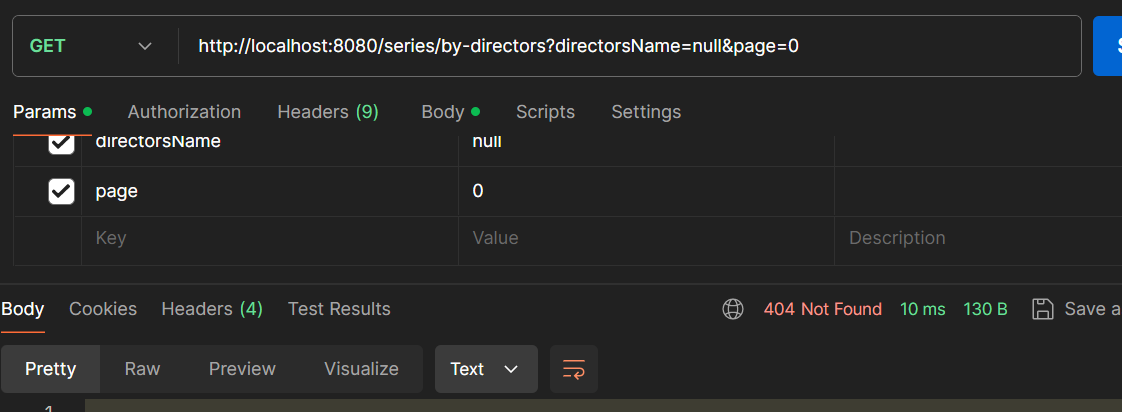 GET http://localhost:8080/series/by-directors?directorsName=null&page=0 S
Params Authorization Headers (9) Body Scripts Settings
directorsName null
page 0
Key Value Description
Body Cookies Headers (4) Test Results 404 Not Found 10 ms 130 B Save a
Pretty Raw Preview Visualize Text
1